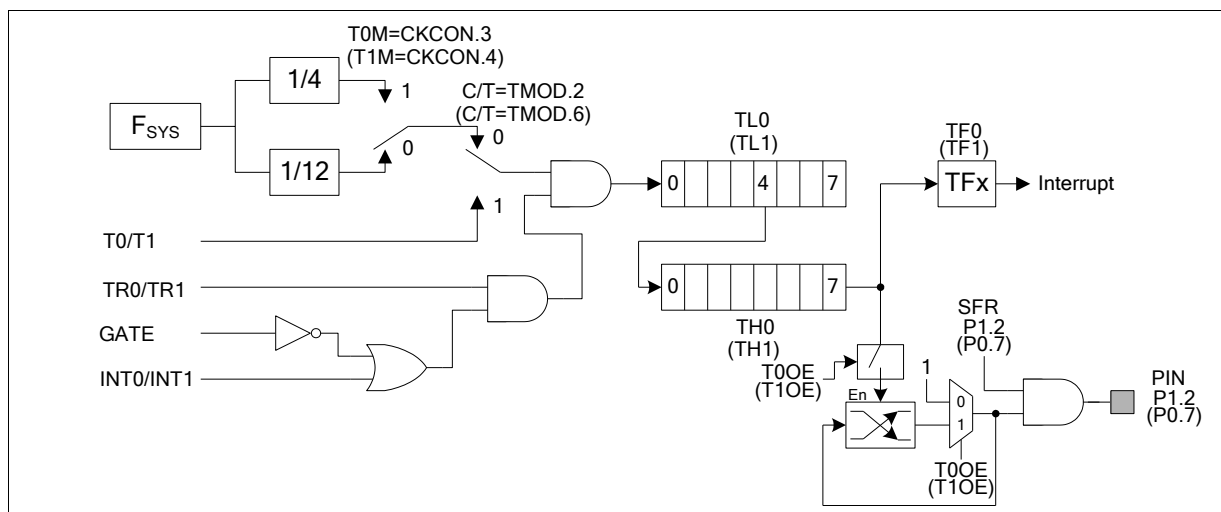 T0M=CKCON.3
(T1M=CKCON.4)
1/4
1
C/T=TMOD.2
(C/T=TMOD.6)
FSYS
0
0
1/12
1
TL0
(TL1)
0 4 7
TF0
(TF1)
TFx
Interrupt
T0/T1
TR0/TR1
0 7
TH0
(TH1)
GATE
INT0/INT1
SFR
P1.2
(P0.7)
T0OE
(T1OE)
1
En
0
1
PIN
P1.2
(P0.7)
T0OE
(T1OE)